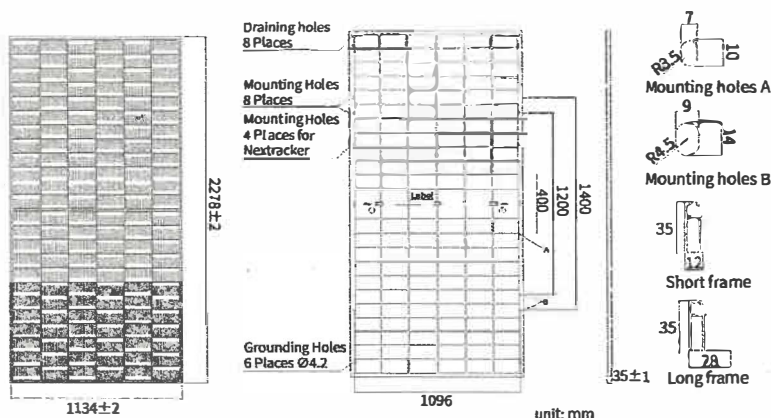 Draining holes
8 Places
Mounting Holes
8 Places
Mounting Holes
4 Places for
Nextracker
Label
Grounding Holes
6 Places Ø4.2
2278±2
1134±2
1096
400
1200
1400
A
B
35±1
unit: mm
7
10
R3.5
Mounting holes A
9
14
R4.5
Mounting holes B
35
12
Short frame
35
28
Long frame